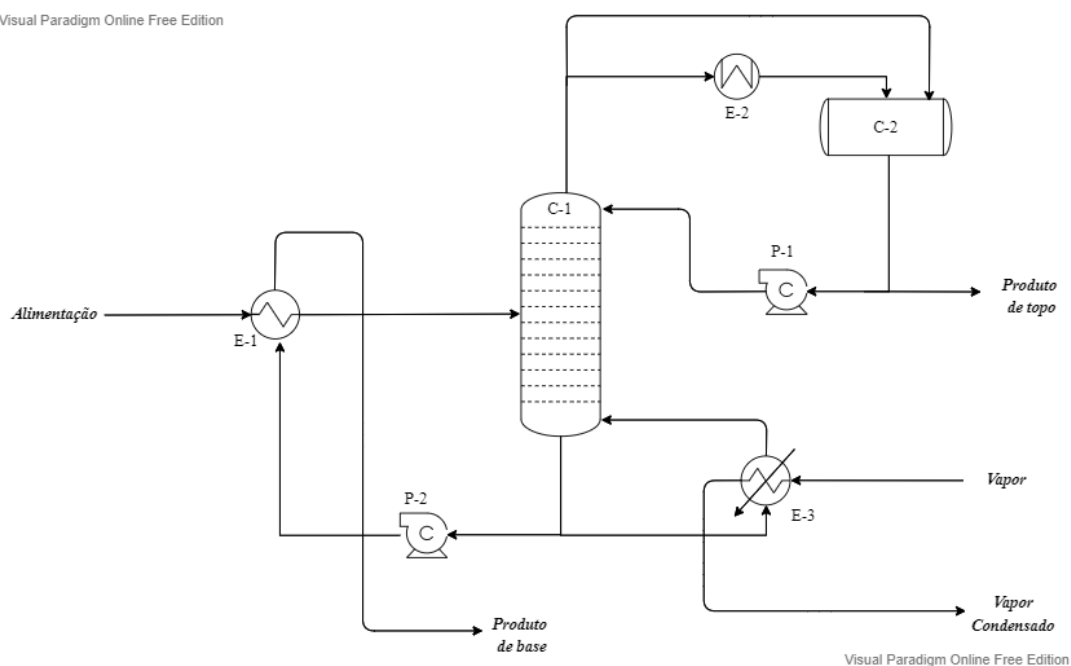 Visual Paradigm Online Free Edition
E-2
C-2
C-1
P-1
C
Produto
de topo
Alimentação
E-1
Vapor
E-3
P-2
C
Vapor
Condensado
Produto
de base
Visual Paradigm Online Free Edition